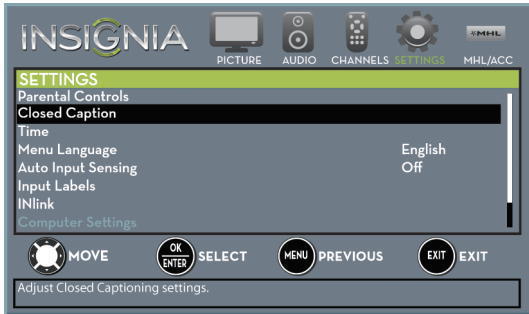 INSIGNIA
PICTURE AUDIO CHANNELS SETTINGS MHL MHL/ACC
SETTINGS
Parental Controls
Closed Caption
Time
Menu Language English
Auto Input Sensing Off
Input Labels
INlink
Computer Settings
MOVE OK ENTER SELECT MENU PREVIOUS EXIT EXIT
Adjust Closed Captioning settings.